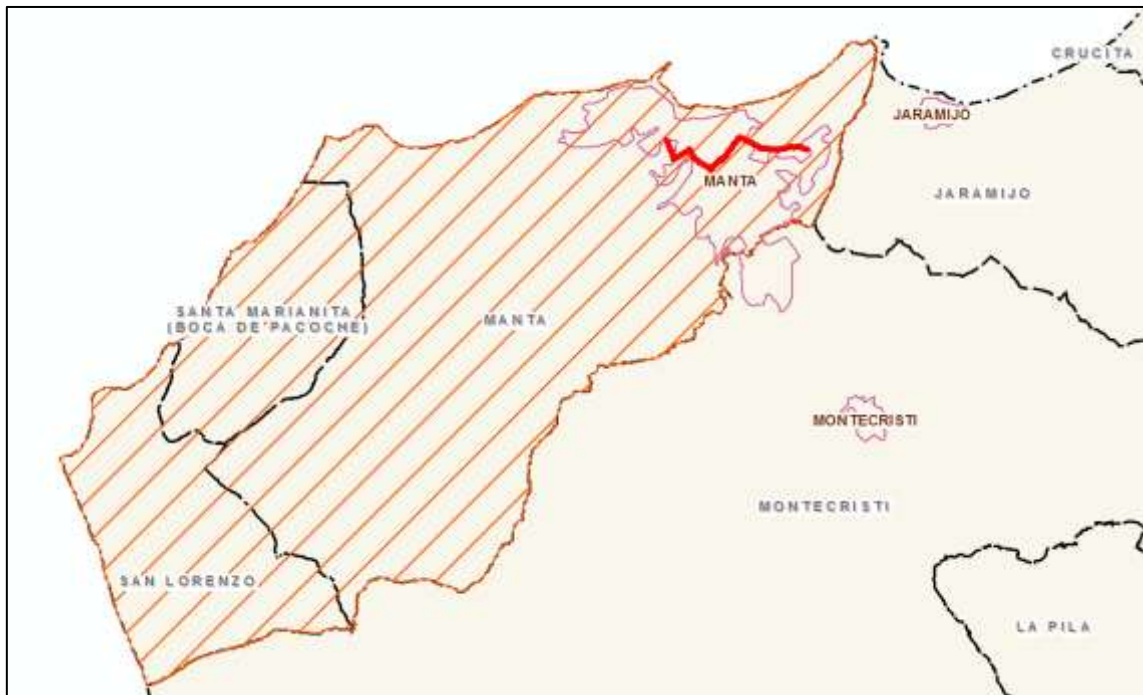 CRUCITA
JARAMIJO
MANTA
JARAMIJO
SANTA MARIANITA
(BOCA DE PACOCHE)
MANTA
MONTECRISTI
MONTECRISTI
SAN LORENZO
LA PILA